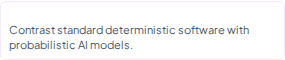 Contrast standard deterministic software with
probabilistic AI models.